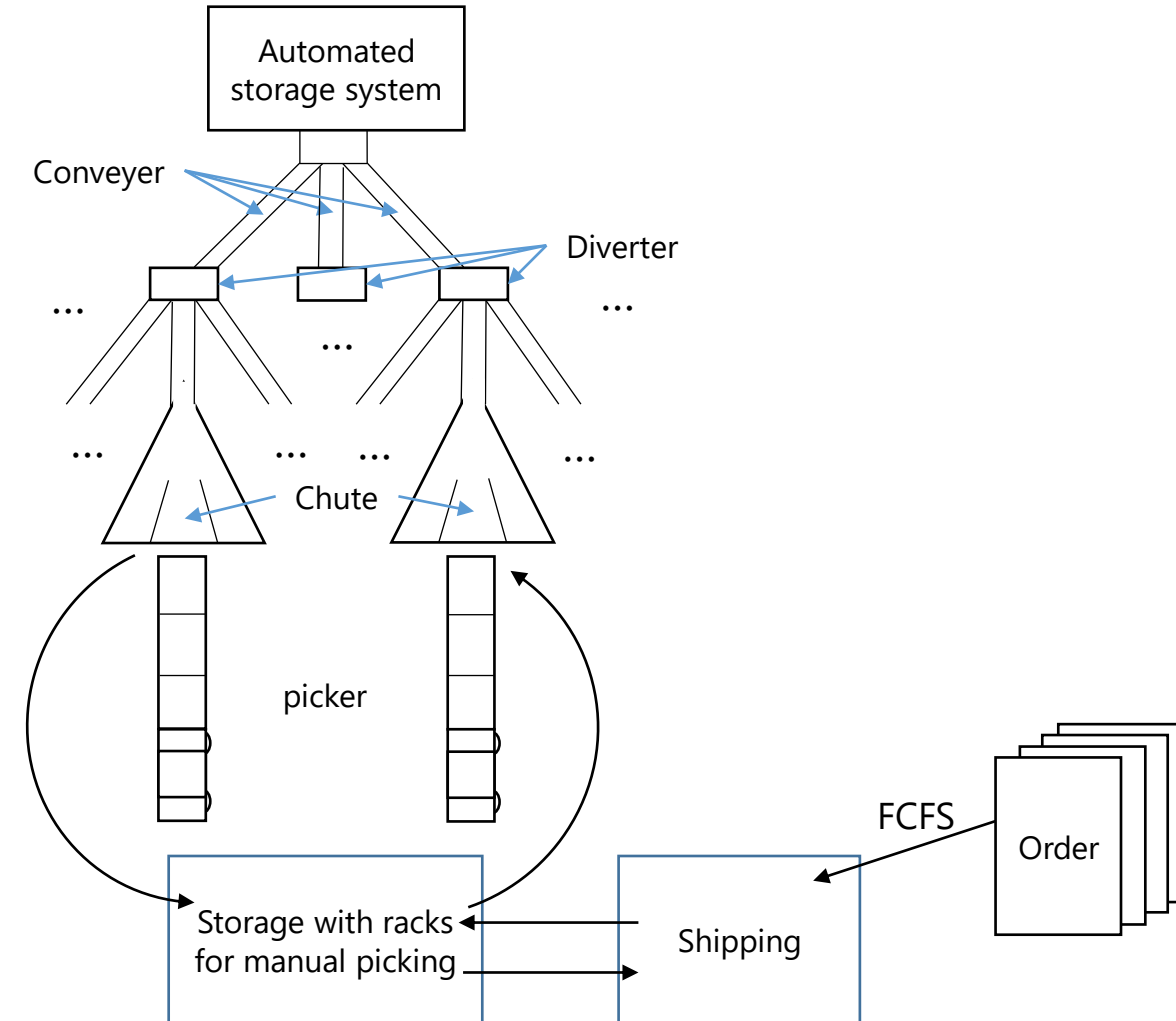 Automated
storage system
Conveyer
Diverter
...
...
...
...
...
...
...
Chute
picker
FCFS
Order
Storage with racks
for manual picking
Shipping